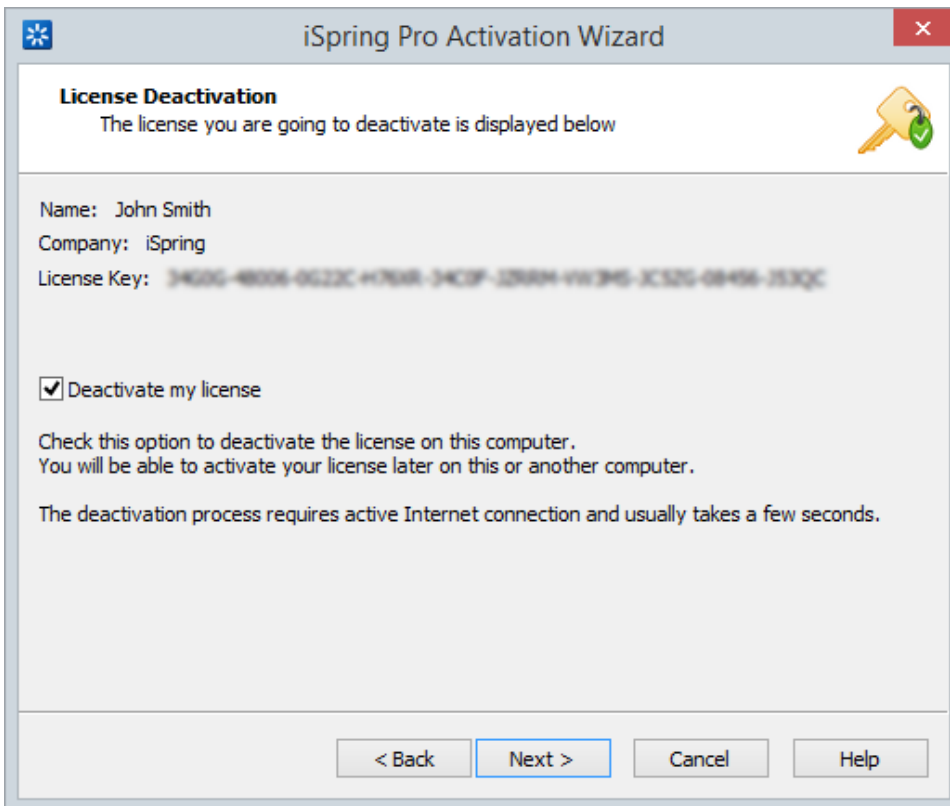 iSpring Pro Activation Wizard
License Deactivation
The license you are going to deactivate is displayed below
Name: John Smith
Company: iSpring
License Key:
Deactivate my license
Check this option to deactivate the license on this computer.
You will be able to activate your license later on this or another computer.
The deactivation process requires active Internet connection and usually takes a few seconds.
< Back Next > Cancel Help